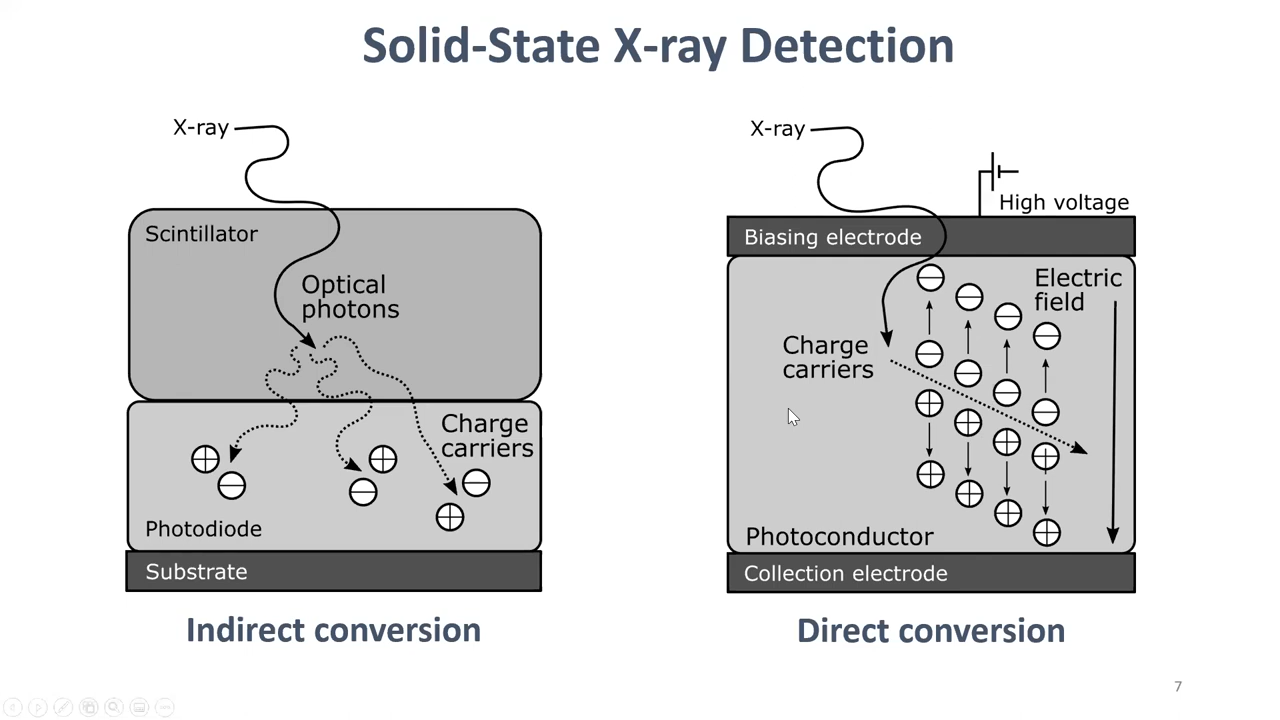 Solid-State X-ray Detection
X-ray
Scintillator
Optical
photons
Charge
carriers
Photodiode
Substrate
Indirect conversion
X-ray
High voltage
Biasing electrode
Electric
field
Charge
carriers
Photoconductor
Collection electrode
Direct conversion
7